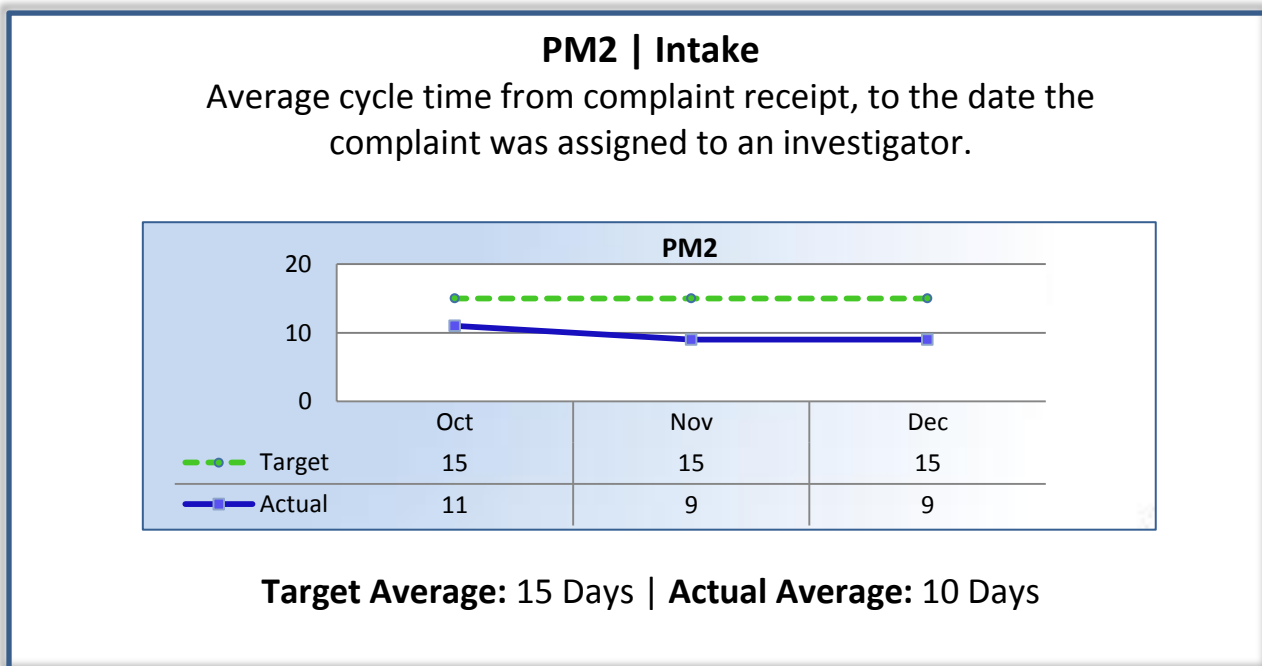 PM2 | Intake
Average cycle time from complaint receipt, to the date the
complaint was assigned to an investigator.
PM2
20
10
0
Oct Nov Dec
Target 15 15 15
Actual 11 9 9
Target Average: 15 Days | Actual Average: 10 Days